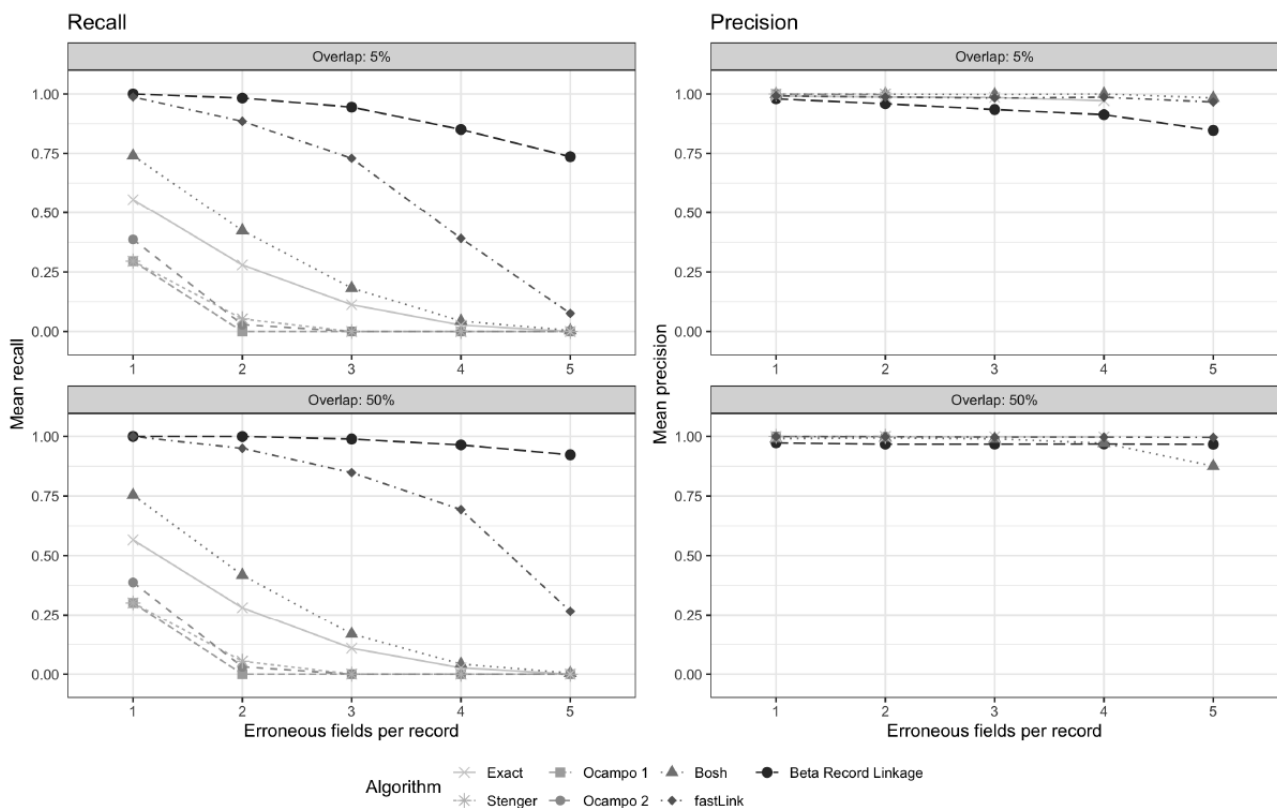 Recall
Precision
Overlap: 5%
Overlap: 5%
1.00
0.75
0.50
0.25
0.00
1 2 3 4 5
1.00
0.75
0.50
0.25
0.00
1 2 3 4 5
Mean recall
Mean precision
Overlap: 50%
Overlap: 50%
1.00
0.75
0.50
0.25
0.00
1 2 3 4 5
1.00
0.75
0.50
0.25
0.00
1 2 3 4 5
Erroneous fields per record
Erroneous fields per record
Algorithm
Exact Ocampo 1 Bosh Beta Record Linkage
Stenger Ocampo 2 fastLink